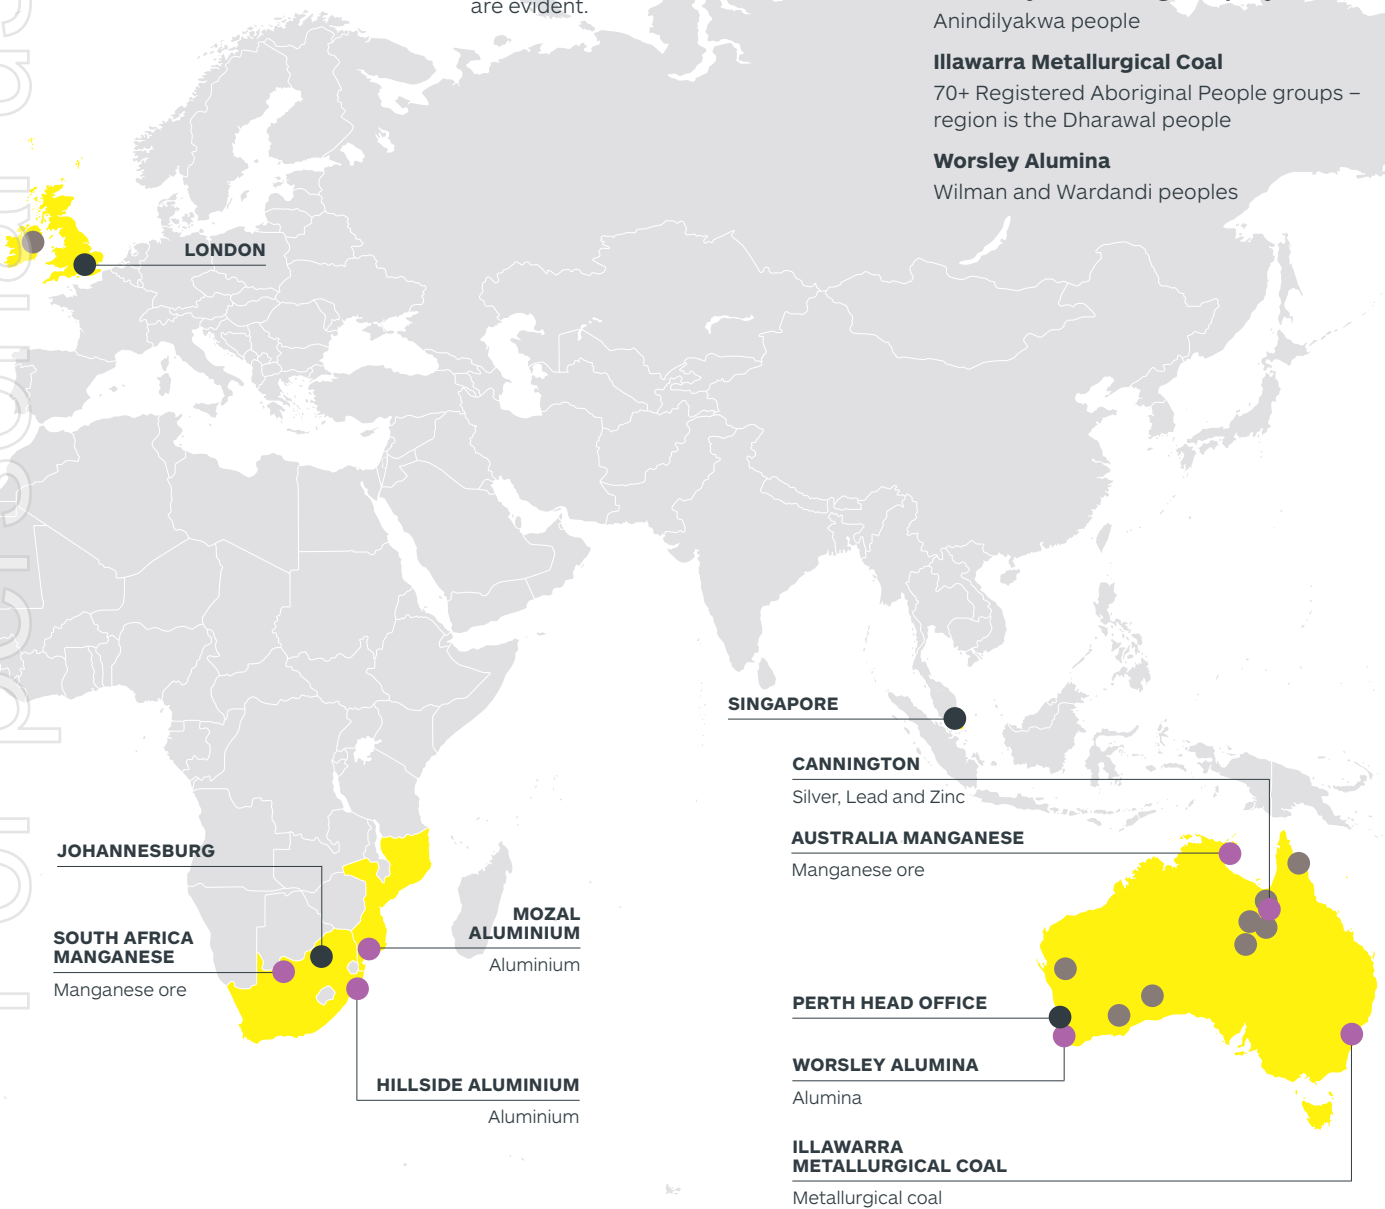 are evident.
Anindilyakwa people
Illawarra Metallurgical Coal
70+ Registered Aboriginal People groups –
region is the Dharawal people
Worsley Alumina
Wilman and Wardandi peoples
LONDON
SINGAPORE
CANNINGTON
Silver, Lead and Zinc
AUSTRALIA MANGANESE
Manganese ore
JOHANNESBURG
MOZAL
ALUMINIUM
Aluminium
SOUTH AFRICA
MANGANESE
Manganese ore
PERTH HEAD OFFICE
WORSLEY ALUMINA
Alumina
HILLSIDE ALUMINIUM
Aluminium
ILLAWARRA
METALLURGICAL COAL
Metallurgical coal